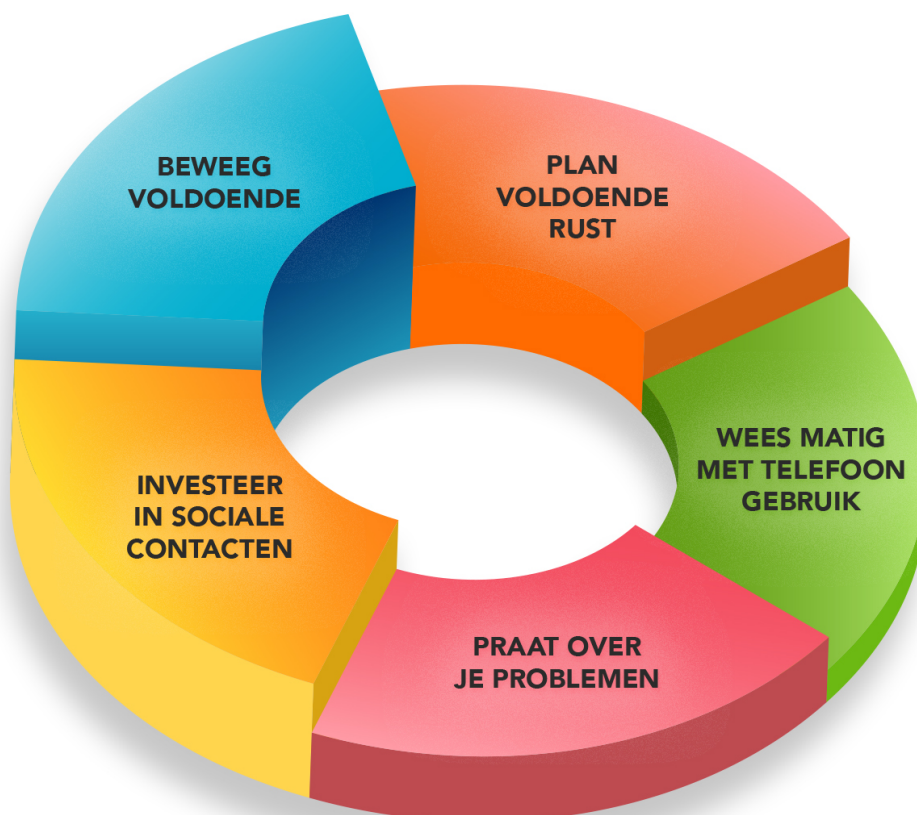 BEWEEG
VOLDOENDE
PLAN
VOLDOENDE
RUST
WEES MATIG
MET TELEFOON
GEBRUIK
PRAAT OVER
JE PROBLEMEN
INVESTEER
IN SOCIALE
CONTACTEN